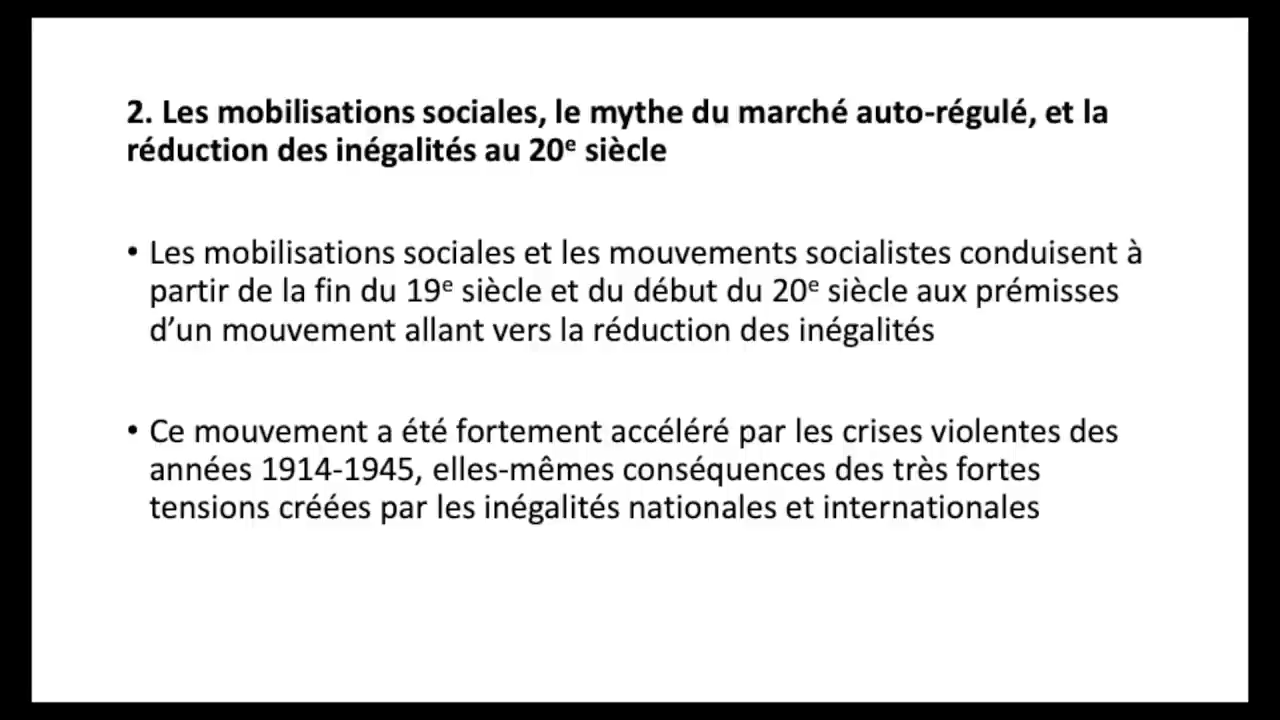 2. Les mobilisations sociales, le mythe du marché auto-régulé, et la
réduction des inégalités au 20e siècle
• Les mobilisations sociales et les mouvements socialistes conduisent à
partir de la fin du 19e siècle et du début du 20e siècle aux prémisses
d’un mouvement allant vers la réduction des inégalités
• Ce mouvement a été fortement accéléré par les crises violentes des
années 1914-1945, elles-mêmes conséquences des très fortes
tensions créées par les inégalités nationales et internationales